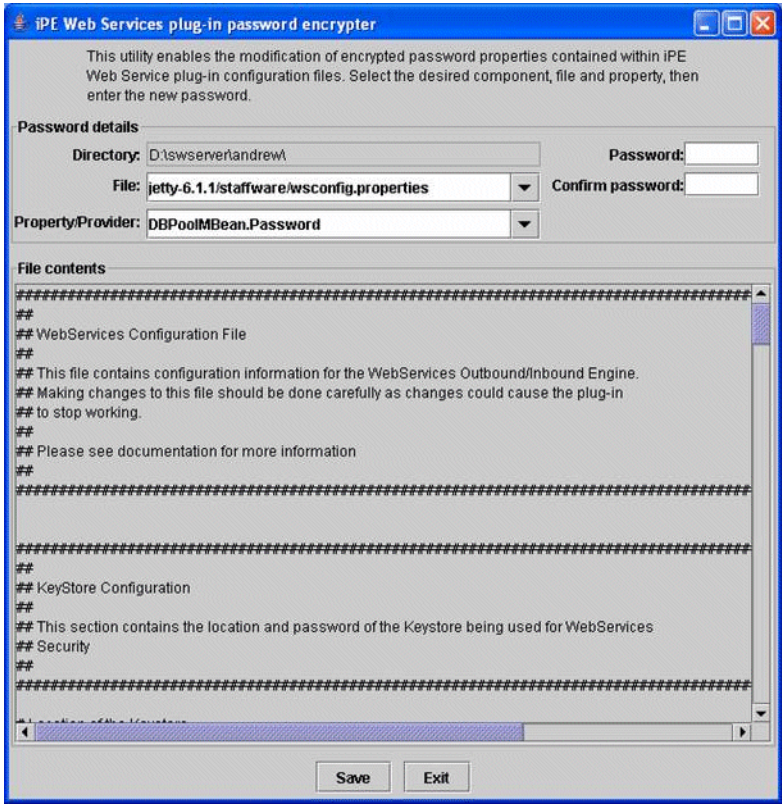 iPE Web Services plug-in password encrypter
This utility enables the modification of encrypted password properties contained within iPE
Web Service plug-in configuration files. Select the desired component, file and property, then
enter the new password.
Password details
Directory: D:\swserver\andrew\
Password:
File: jetty-6.1.1/staffware/wsconfig.properties
Confirm password:
Property/Provider: DBPoolMBean.Password
File contents
################################################################################
##
## WebServices Configuration File
##
## This file contains configuration information for the WebServices Outbound/Inbound Engine.
## Making changes to this file should be done carefully as changes could cause the plug-in
## to stop working.
##
## Please see documentation for more information
##
################################################################################
################################################################################
##
## KeyStore Configuration
##
## This section contains the location and password of the Keystore being used for WebServices
## Security
##
################################################################################
# Location of the Keystore
Save Exit